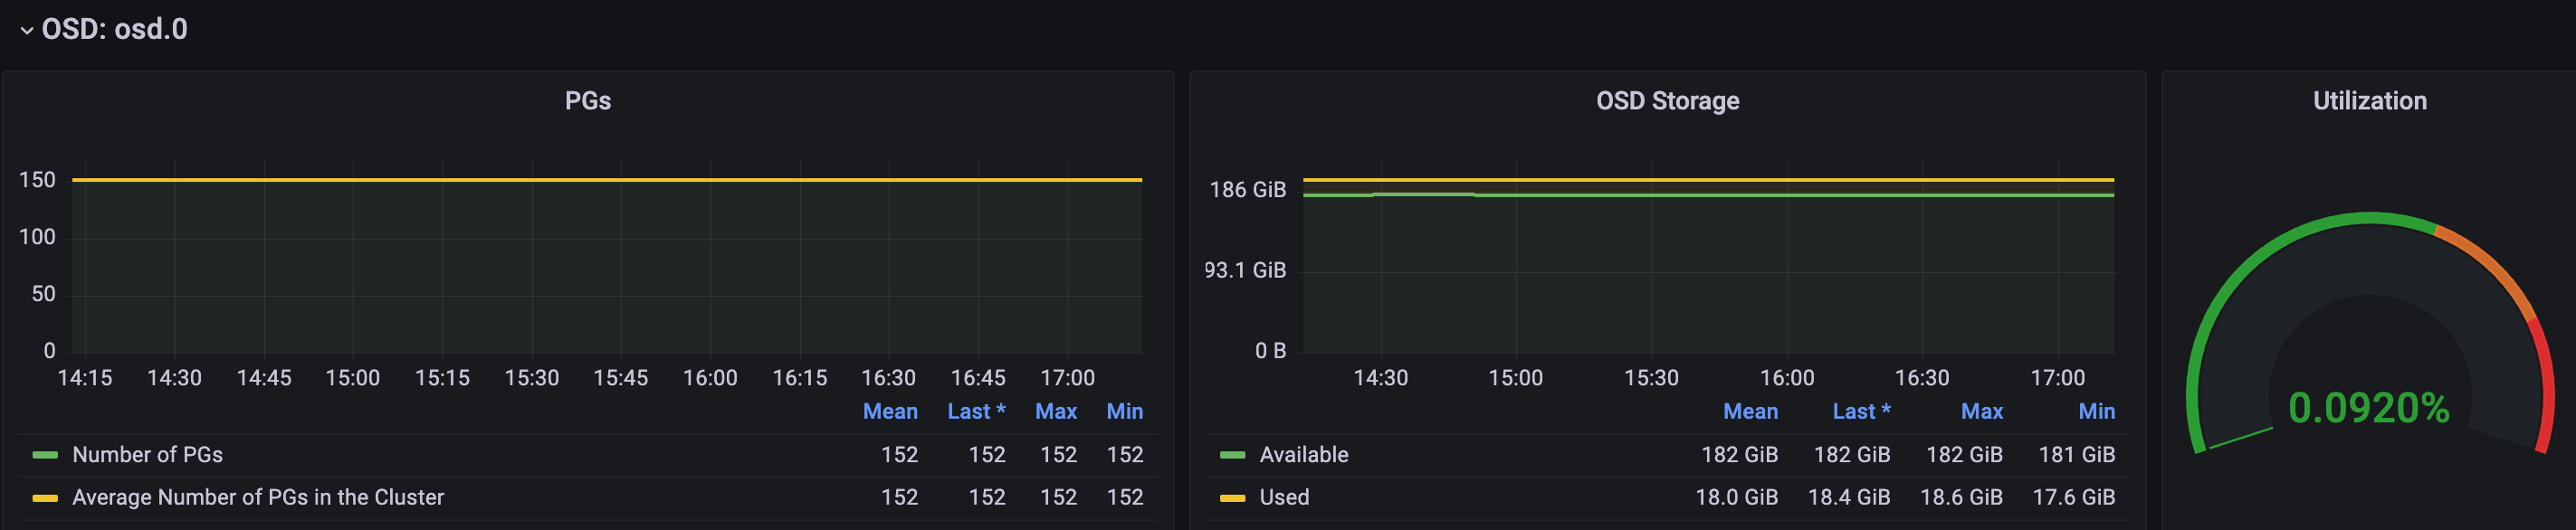 OSD: osd.0
PGs
150
100
50
0
14:15 14:30 14:45 15:00 15:15 15:30 15:45 16:00 16:15 16:30 16:45 17:00
Mean Last * Max Min
Number of PGs 152 152 152 152
Average Number of PGs in the Cluster 152 152 152 152
OSD Storage
186 GiB
93.1 GiB
0 B
14:30 15:00 15:30 16:00 16:30 17:00
Mean Last * Max Min
Available 182 GiB 182 GiB 182 GiB 181 GiB
Used 18.0 GiB 18.4 GiB 18.6 GiB 17.6 GiB
Utilization
0.0920%